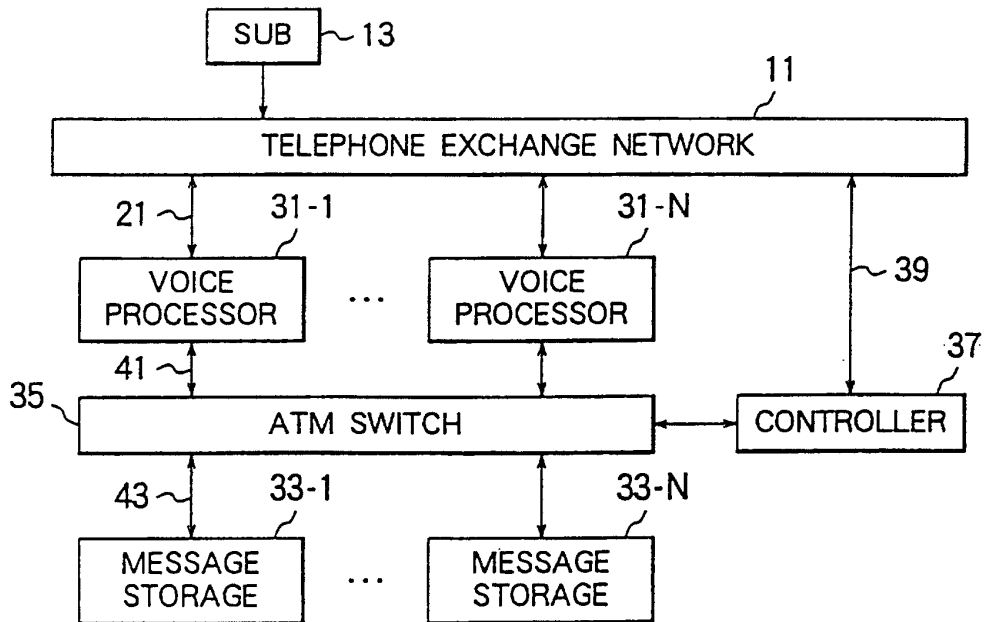 SUB 13
11
TELEPHONE EXCHANGE NETWORK
21 31-1 31-N
39
VOICE PROCESSOR ... VOICE PROCESSOR
41 37
35 ATM SWITCH CONTROLLER
43 33-1 33-N
MESSAGE STORAGE ... MESSAGE STORAGE